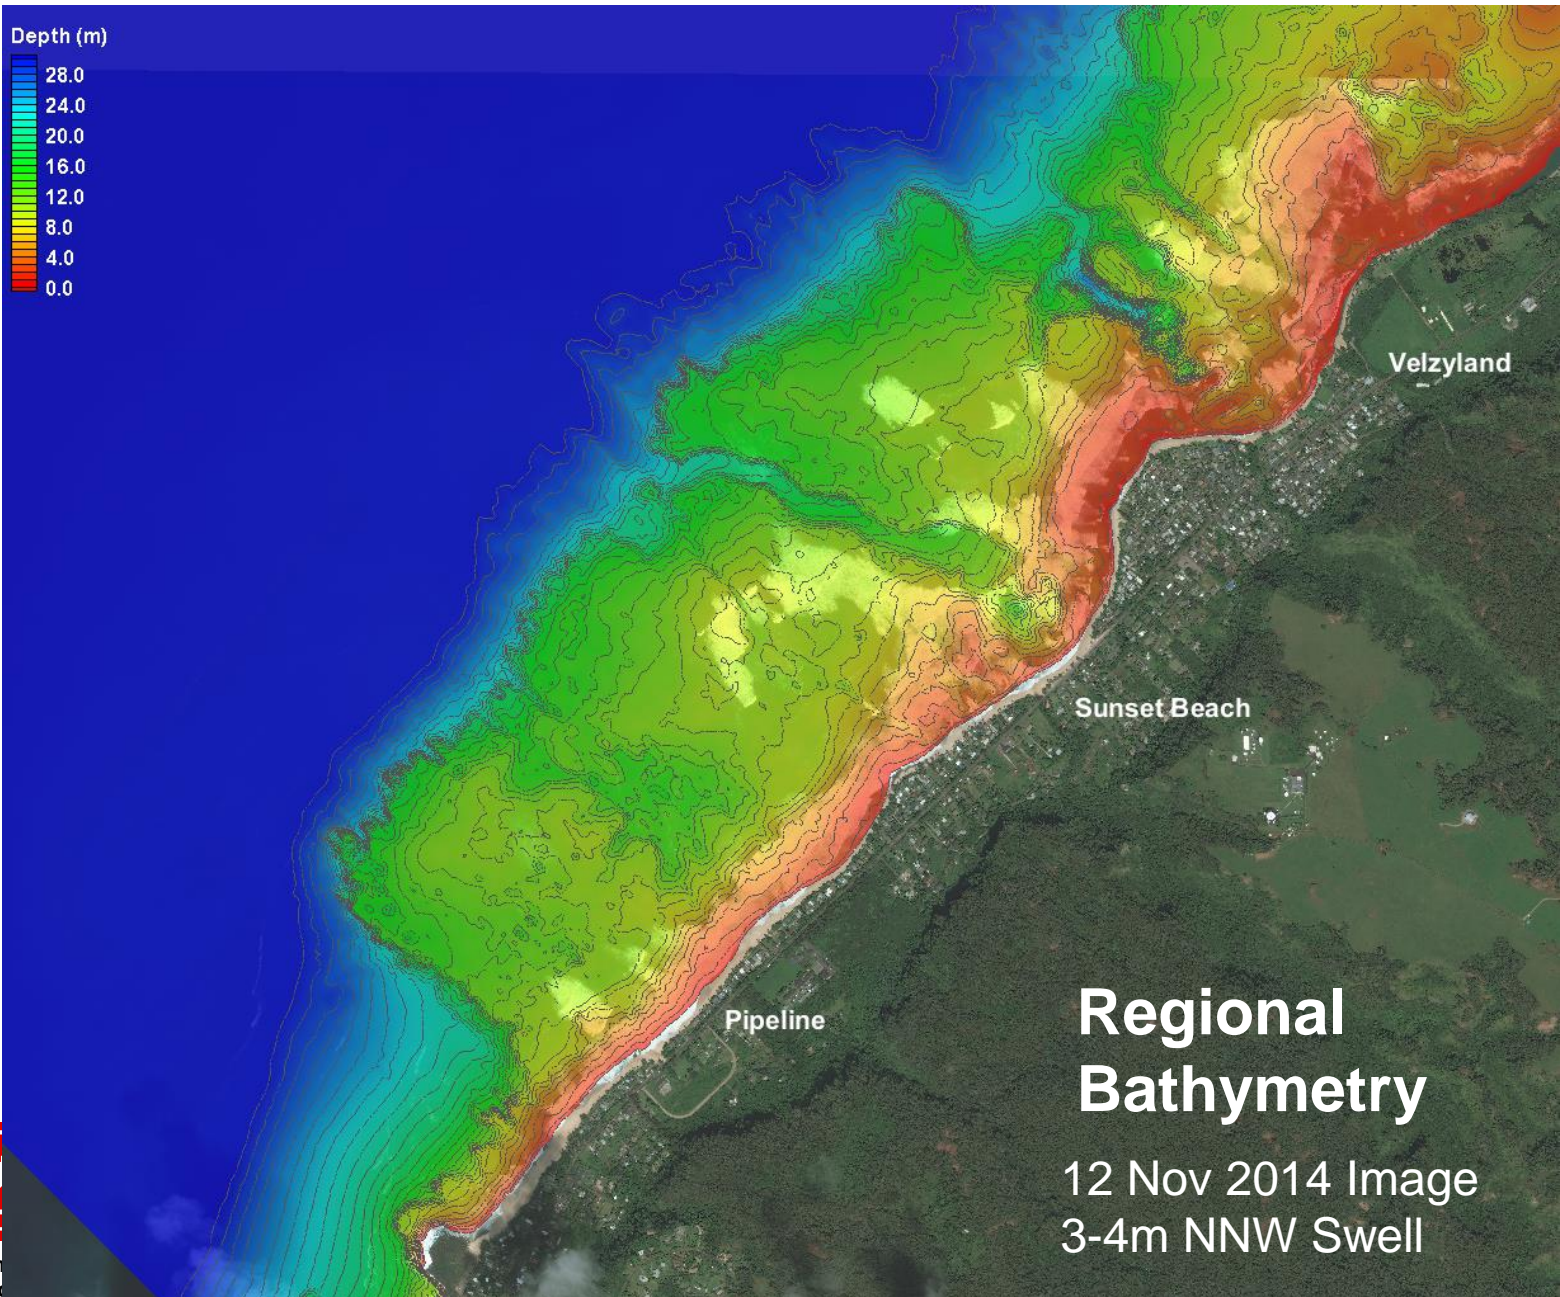 Depth (m)
28.0
24.0
20.0
16.0
12.0
8.0
4.0
0.0
Velzyland
Sunset Beach
Pipeline
Regional
Bathymetry
12 Nov 2014 Image
3-4m NNW Swell